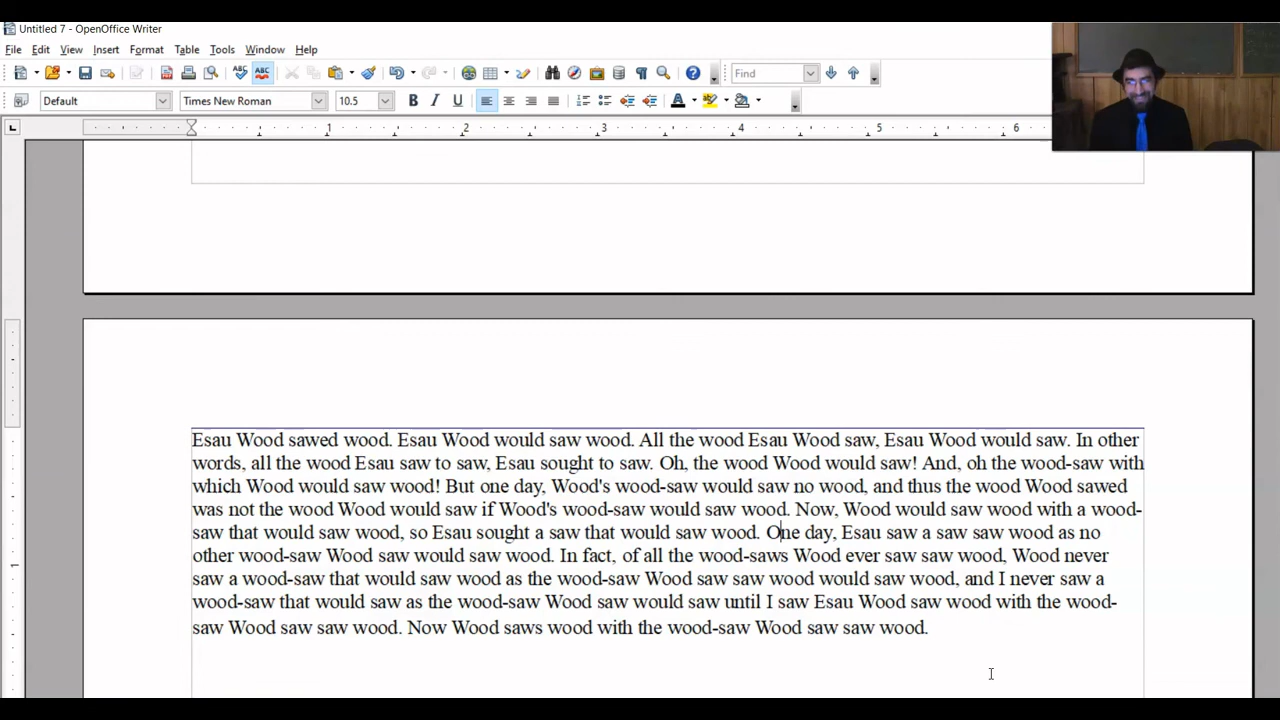 Untitled 7 - OpenOffice Writer
File Edit View Insert Format Table Tools Window Help
Find
Default Times New Roman 10.5
1 2 3 4 5 6
Esau Wood sawed wood. Esau Wood would saw wood. All the wood Esau Wood saw, Esau Wood would saw. In other
words, all the wood Esau saw to saw, Esau sought to saw. Oh, the wood Wood would saw! And, oh the wood-saw with
which Wood would saw wood! But one day, Wood's wood-saw would saw no wood, and thus the wood Wood sawed
was not the wood Wood would saw if Wood's wood-saw would saw wood. Now, Wood would saw wood with a wood-
saw that would saw wood, so Esau sought a saw that would saw wood. One day, Esau saw a saw saw wood as no
other wood-saw Wood saw would saw wood. In fact, of all the wood-saws Wood ever saw saw wood, Wood never
saw a wood-saw that would saw wood as the wood-saw Wood saw saw wood would saw wood, and I never saw a
wood-saw that would saw as the wood-saw Wood saw would saw until I saw Esau Wood saw wood with the wood-
saw Wood saw saw wood. Now Wood saws wood with the wood-saw Wood saw saw wood.